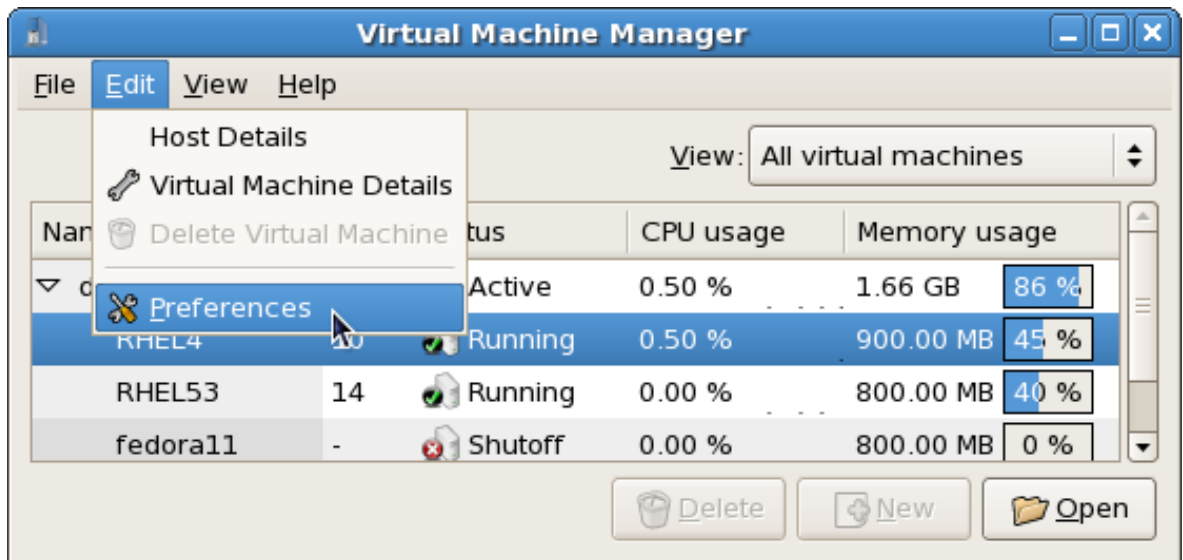 Virtual Machine Manager
File Edit View Help
Host Details
View: All virtual machines
Virtual Machine Details
CPU usage Memory usage
Delete Virtual Machine
Active 0.50 % 1.66 GB 86 %
Preferences
RHEL4 Running 0.50 % 900.00 MB 45 %
RHEL53 14 Running 0.00 % 800.00 MB 40 %
fedora11 - Shutoff 0.00 % 800.00 MB 0 %
Delete New Open